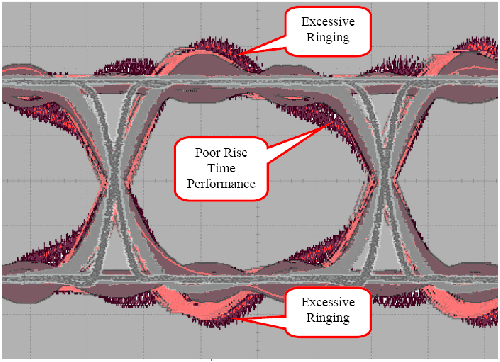 Excessive
Ringing
Poor Rise
Time
Performance
Excessive
Ringing